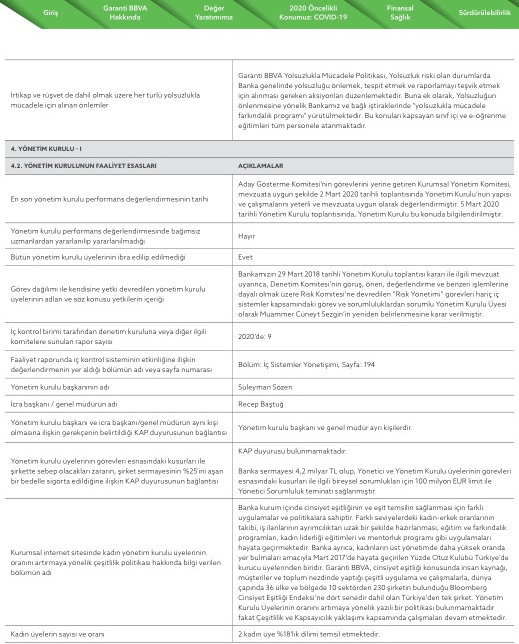 Giriş
Garanti BBVA
Hakkında
Değer
Yaratımımız
2020 Öncelikli
Konumuz: COVID-19
Finansal
Sağlık
Sürdürülebilirlik
İrtikap ve rüşvet de dahil olmak üzere her türlü yolsuzlukla
mücadele için alınan önlemler
Garanti BBVA Yolsuzlukla Mücadele Politikası, Yolsuzluk riski olan durumlarda
Banka genelinde yolsuzluğu önlemek, tespit etmek ve raporlamayı teşvik etmek
için alınması gereken aksiyonları düzenlemektedir. Buna ek olarak, Yolsuzluğun
önlenmesine yönelik Bankamız ve bağlı iştiraklerinde "yolsuzlukla mücadele
farkındalık programı" yürütülmektedir. Bu konuları kapsayan sınıf içi ve e-öğrenme
eğitimleri tüm personele atanmaktadır.
4. YÖNETİM KURULU - I
4.2. YÖNETİM KURULUNUN FAALİYET ESASLARI
AÇIKLAMALAR
En son yönetim kurulu performans değerlendirmesinin tarihi
Aday Gösterme Komitesi'nin görevlerini yerine getiren Kurumsal Yönetim Komitesi,
mevzuata uygun şekilde 2 Mart 2020 tarihli toplantısında Yönetim Kurulu'nun yapısı
ve çalışmalarını yeterli ve mevzuata uygun olarak değerlendirmiştir. 5 Mart 2020
tarihli Yönetim Kurulu toplantısında, Yönetim Kurulu bu konuda bilgilendirilmiştir.
Yönetim kurulu performans değerlendirmesinde bağımsız
uzmanlardan yararlanılıp yararlanılmadığı
Hayır
Bütün yönetim kurulu üyelerinin ibra edilip edilmediği
Evet
Görev dağılımı ile kendisine yetki devredilen yönetim kurulu
üyelerinin adları ve söz konusu yetkilerin içeriği
Bankamızın 29 Mart 2018 tarihli Yönetim Kurulu toplantısı kararı ile ilgili mevzuat
uyarınca, Denetim Komitesi'nin görüş, öneri, değerlendirme ve benzeri işlemlerine
dayalı olmak üzere Risk Komitesi'ne devredilen "Risk Yönetimi" görevleri hariç iç
sistemler kapsamındaki görev ve sorumluluklardan sorumlu Yönetim Kurulu Üyesi
olarak Muammer Cüneyt Sezgin'in yeniden belirlenmesine karar verilmiştir.
İç kontrol birimi tarafından denetim kuruluna veya diğer ilgili
komitelere sunulan rapor sayısı
2020'de: 9
Faaliyet raporunda iç kontrol sisteminin etkinliğine ilişkin
değerlendirmenin yer aldığı bölümün adı veya sayfa numarası
Bölüm: İç Sistemler Yönetişimi, Sayfa: 194
Yönetim kurulu başkanının adı
Süleyman Sözen
İcra başkanı / genel müdürün adı
Recep Baştuğ
Yönetim kurulu başkanı ve icra başkanı/genel müdürün aynı kişi
olmasına ilişkin gerekçenin belirtildiği KAP duyurusunun bağlantısı
Yönetim kurulu başkanı ve genel müdür ayrı kişilerdir.
Yönetim kurulu üyelerinin görevleri esnasındaki kusurları ile
şirkette sebep olacakları zararın, şirket sermayesinin %25'ini aşan
bir bedelle sigorta edildiğine ilişkin KAP duyurusunun bağlantısı
KAP duyurusu bulunmamaktadır.
Banka sermayesi 4,2 milyar TL olup, Yönetici ve Yönetim Kurulu üyelerinin görevleri
esnasındaki kusurları ile ilgili bireysel sorumlukları için 100 milyon EUR limit ile
Yönetici Sorumluluk teminatı sağlanmıştır.
Kurumsal internet sitesinde kadın yönetim kurulu üyelerinin
oranını artırmaya yönelik çeşitlilik politikası hakkında bilgi verilen
bölümün adı
Banka kurum içinde cinsiyet eşitliğinin ve eşit temsilin sağlanması için farklı
uygulamalar ve politikalara sahiptir. Farklı seviyelerdeki kadın-erkek oranlarının
takibi, iş ilanlarının ayrımcılıktan uzak bir şekilde hazırlanması, eğitim ve farkındalık
programları, kadın liderliği eğitimleri ve mentorluk programı gibi uygulamaları
hayata geçirmektedir. Banka ayrıca, kadınların üst yönetimde daha yüksek oranda
yer bulmaları amacıyla Mart 2017'de hayata geçirilen Yüzde Otuz Kulübü Türkiye'de
kurucu üyelerinden biridir. Garanti BBVA, cinsiyet eşitliği konusunda insan kaynağı,
müşteriler ve toplum nezdinde yaptığı çeşitli uygulama ve çalışmalarla, dünya
çapında 36 ülke ve bölgede 10 sektörden 230 şirketin bulunduğu Bloomberg
Cinsiyet Eşitliği Endeksi'ne dört senedir dahil olan Türkiye'den tek şirket. Yönetim
Kurulu Üyelerinin oranını artırmaya yönelik yazılı bir politikası bulunmamaktadır
fakat Çeşitlilik ve Kapsayıcılık yaklaşımı kapsamında çalışmaları devam etmektedir.
Kadın üyelerin sayısı ve oranı
2 kadın üye %18'lik dilimi temsil etmektedir.